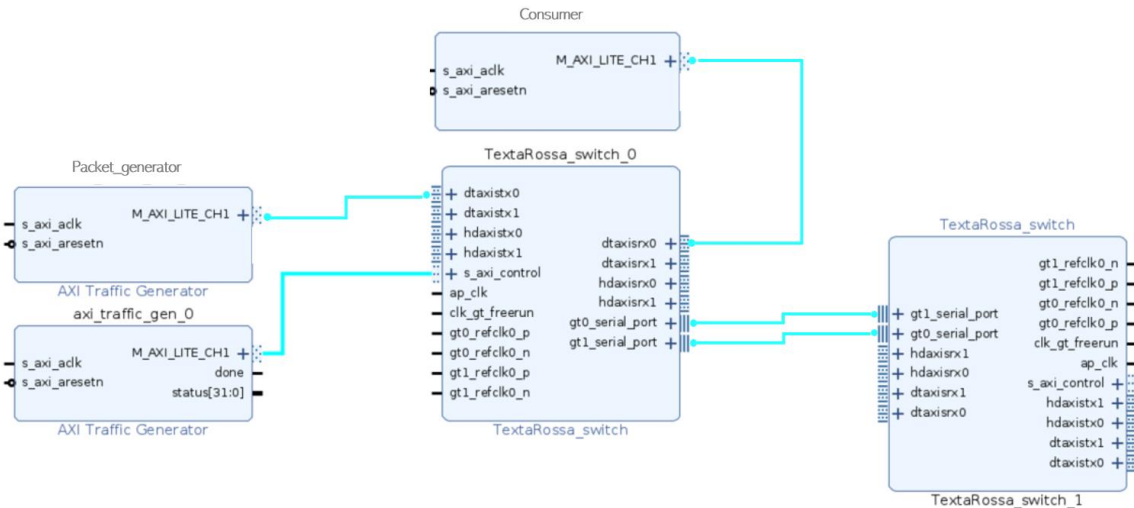 Consumer
M_AXI_LITE_CH1
s_axi_aclk
s_axi_aresetn
Packet_generator
M_AXI_LITE_CH1
s_axi_aclk
s_axi_aresetn
AXI Traffic Generator
axi_traffic_gen_0
M_AXI_LITE_CH1
s_axi_aclk
done
s_axi_aresetn
status[31:0]
AXI Traffic Generator
TextaRossa_switch_0
dtaxistx0
dtaxistx1
hdaxistx0
hdaxistx1
s_axi_control
ap_clk
clk_gt_freerun
gt0_refclk0_p
gt0_refclk0_n
gt1_refclk0_p
gt1_refclk0_n
dtaxisrx0
dtaxisrx1
hdaxisrx0
hdaxisrx1
gt0_serial_port
gt1_serial_port
TextaRossa_switch
TextaRossa_switch
gt1_serial_port
gt0_serial_port
hdaxisrx1
hdaxisrx0
dtaxisrx1
dtaxisrx0
gt1_refclk0_n
gt1_refclk0_p
gt0_refclk0_n
gt0_refclk0_p
clk_gt_freerun
ap_clk
s_axi_control
hdaxistx1
hdaxistx0
dtaxistx1
dtaxistx0
TextaRossa_switch_1